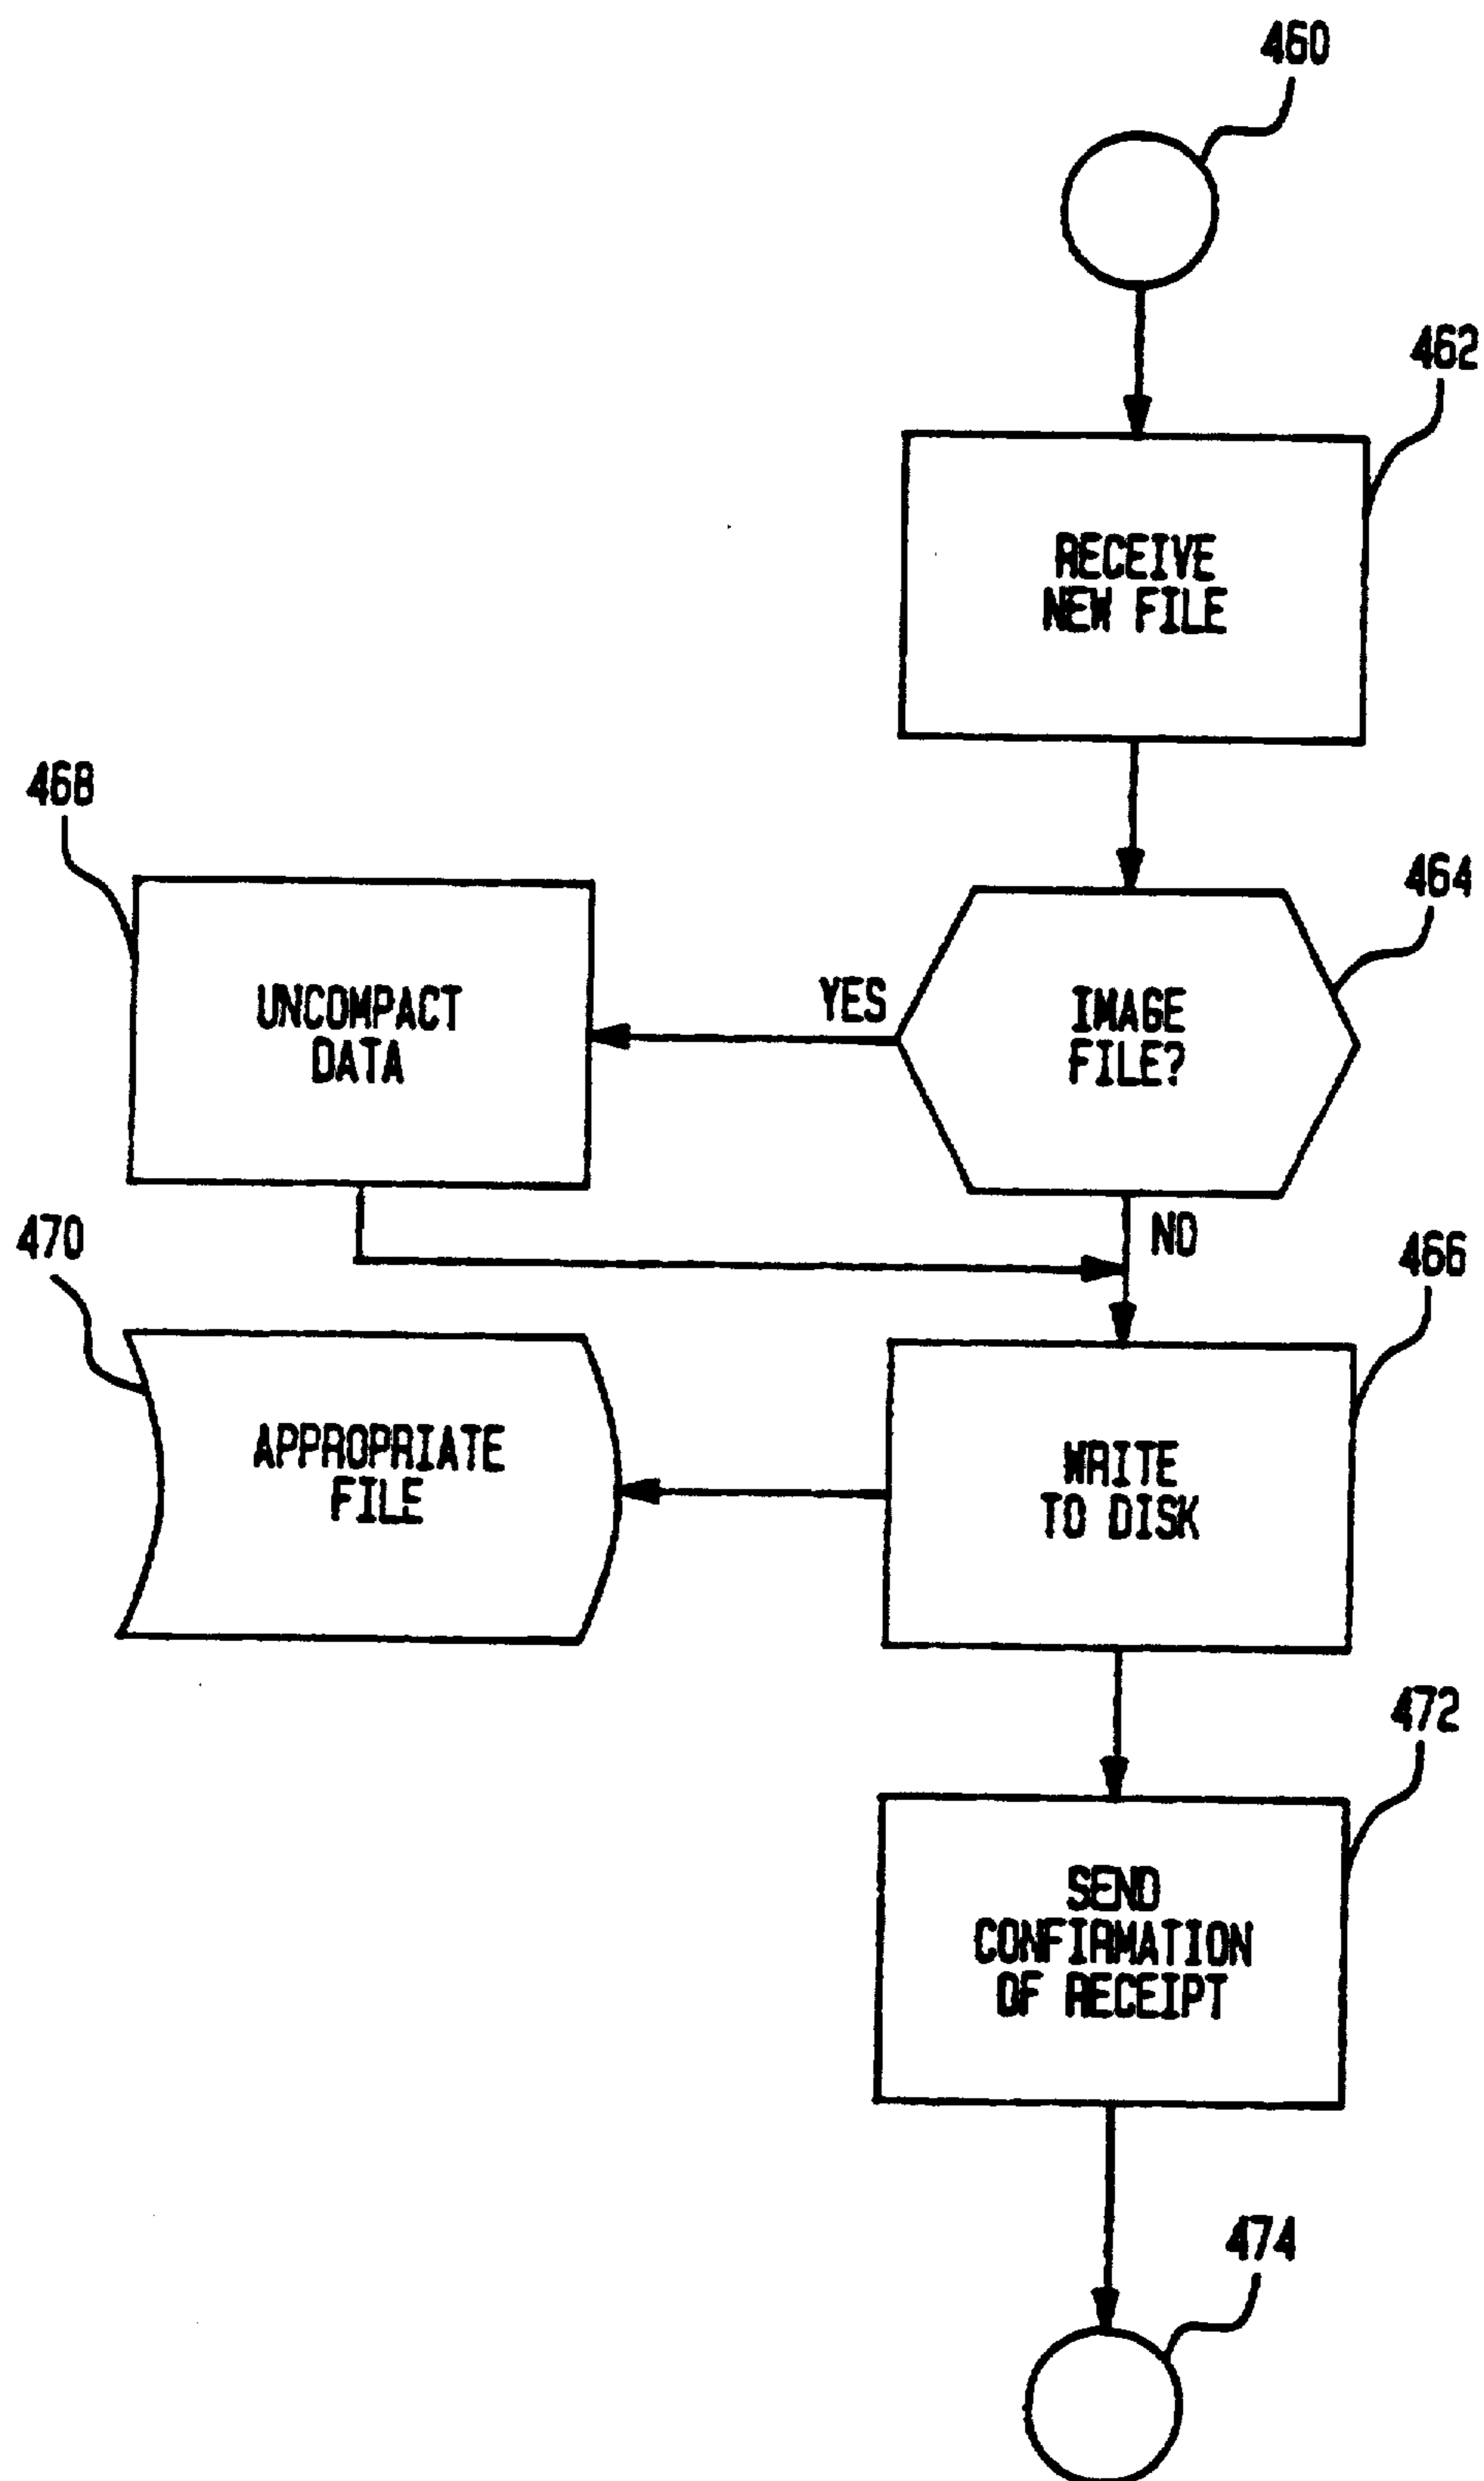 460
462
RECEIVE
NEW FILE
468
464
UNCOMPACT
DATA
YES
IMAGE
FILE?
NO
470
466
APPROPRIATE
FILE
WRITE
TO DISK
472
SEND
CONFIRMATION
OF RECEIPT
474